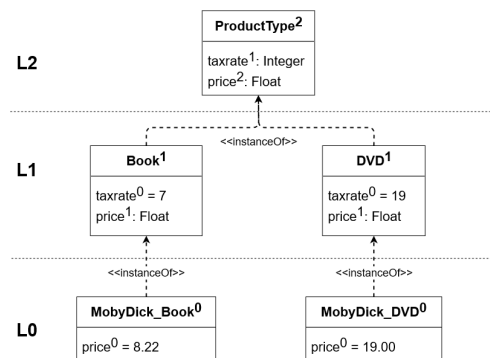 ProductType²
L2
taxrate¹: Integer
price²: Float
<<instanceOf>>
L1
Book¹
DVD¹
taxrate⁰ = 7
taxrate⁰ = 19
price¹: Float
price¹: Float
<<instanceOf>>
<<instanceOf>>
L0
MobyDick_Book⁰
MobyDick_DVD⁰
price⁰ = 8.22
price⁰ = 19.00